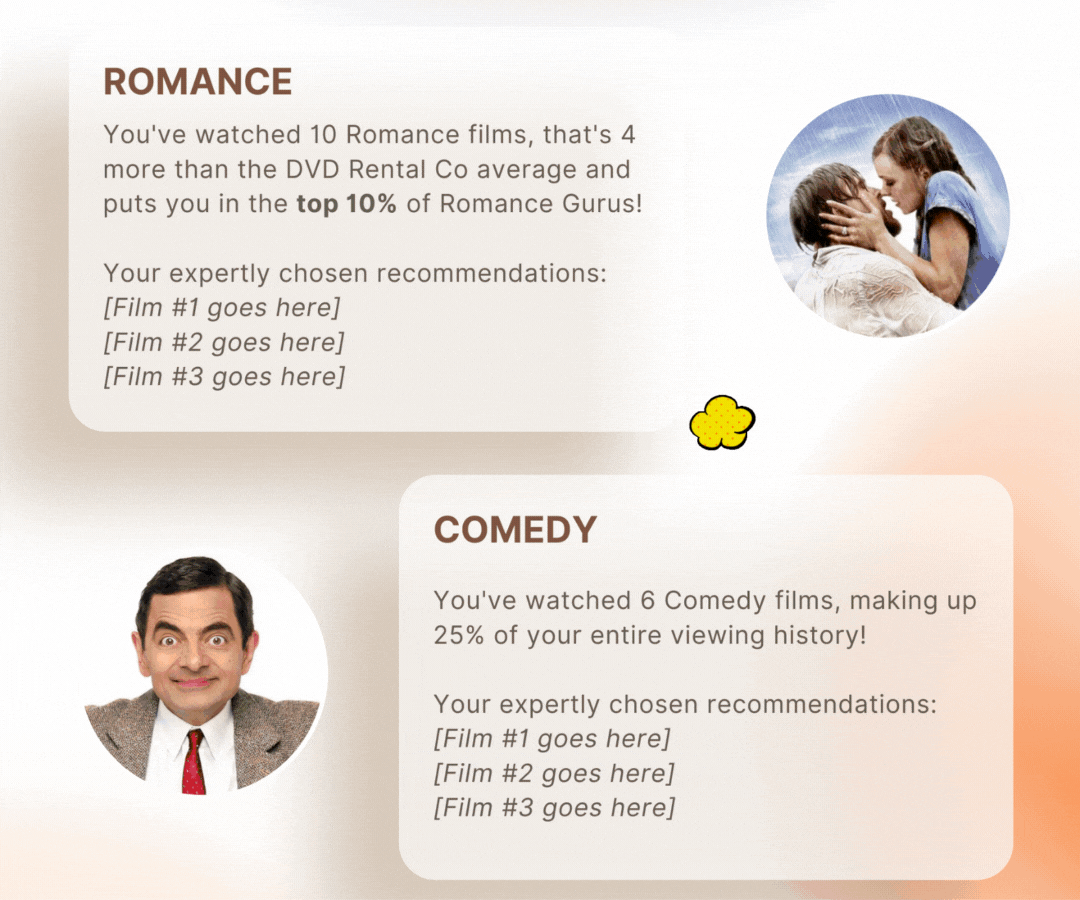 ROMANCE
You've watched 10 Romance films, that's 4
more than the DVD Rental Co average and
puts you in the top 10% of Romance Gurus!
Your expertly chosen recommendations:
[Film #1 goes here]
[Film #2 goes here]
[Film #3 goes here]
COMEDY
You've watched 6 Comedy films, making up
25% of your entire viewing history!
Your expertly chosen recommendations:
[Film #1 goes here]
[Film #2 goes here]
[Film #3 goes here]